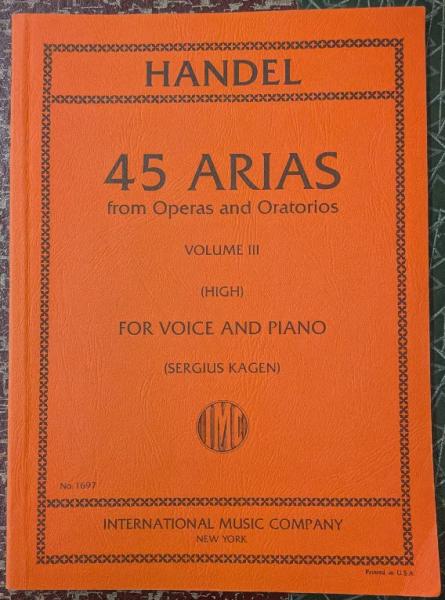 HANDEL
45 ARIAS
from Operas and Oratorios
VOLUME III
(HIGH)
FOR VOICE AND PIANO
(SERGIUS KAGEN)
IMC
No. 1697
INTERNATIONAL MUSIC COMPANY
NEW YORK
Printed in U.S.A.